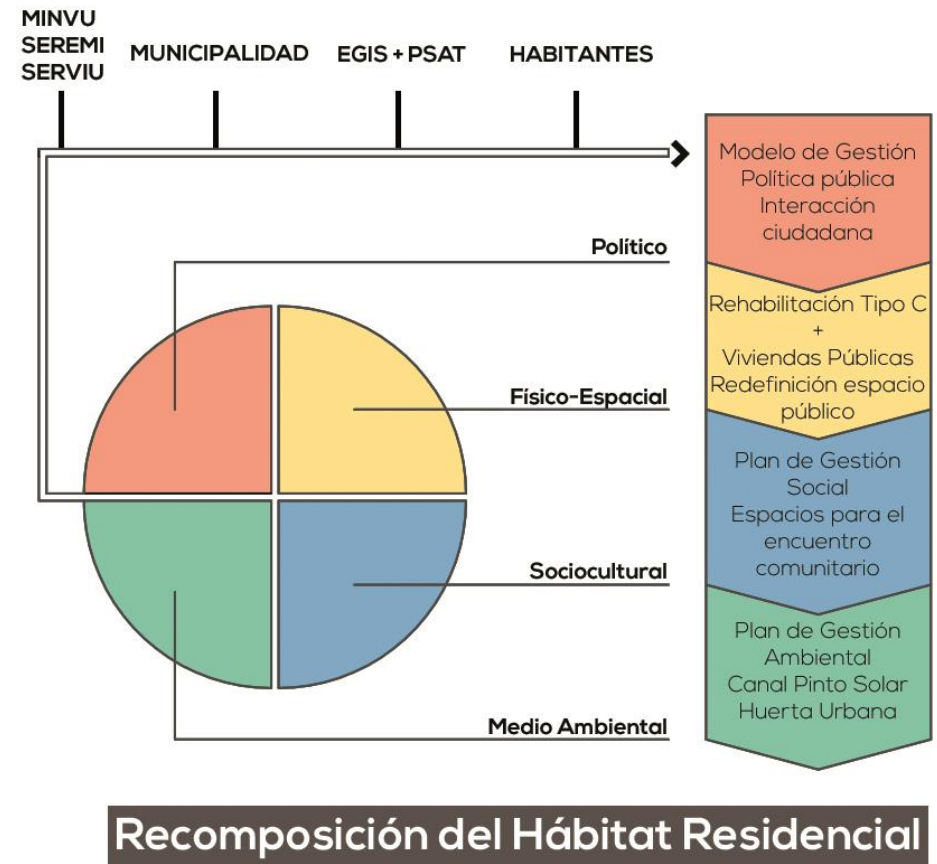 MINVU
SEREMI
SERVIU
MUNICIPALIDAD
EGIS + PSAT
HABITANTES
Modelo de Gestión
Política pública
Interacción
ciudadana
Político
Rehabilitación Tipo C
+
Viviendas Públicas
Redefinición espacio
público
Físico-Espacial
Plan de Gestión
Social
Espacios para el
encuentro
comunitario
Sociocultural
Plan de Gestión
Ambiental
Canal Pinto Solar
Huerta Urbana
Medio Ambiental
Recomposición del Hábitat Residencial